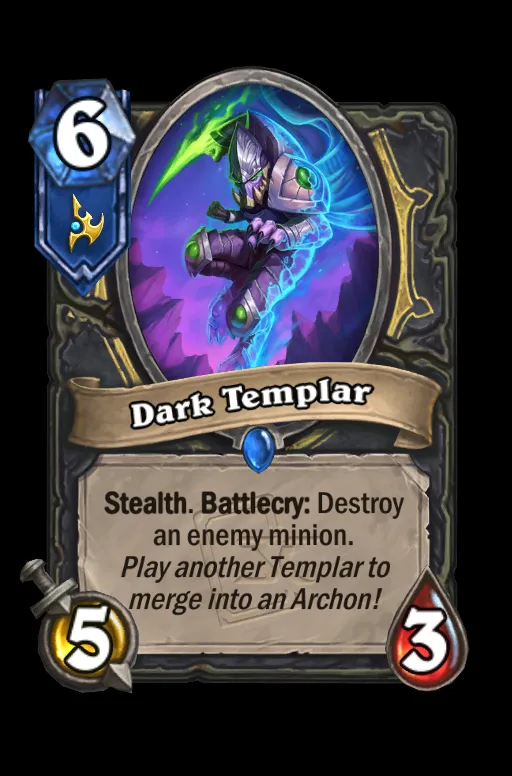 6
Dark Templar
Stealth. Battlecry: Destroy
an enemy minion.
Play another Templar to
merge into an Archon!
5
3